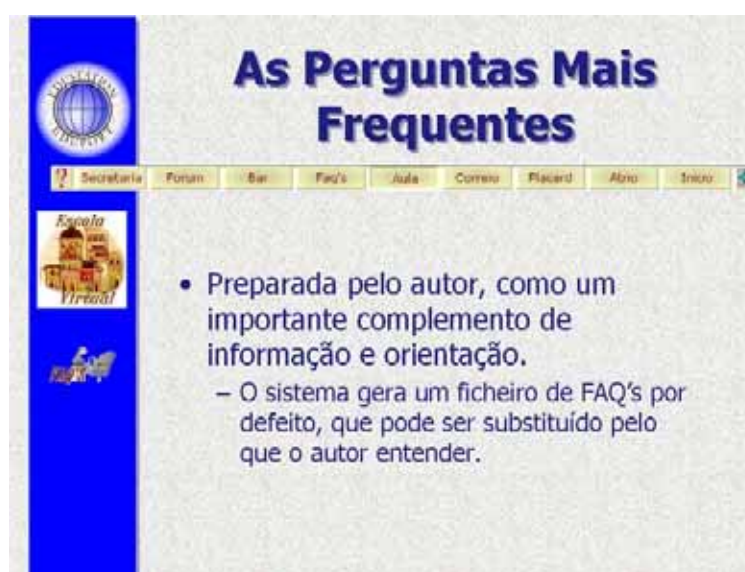 As Perguntas Mais
Frequentes
? Secretaria Forum Bar Faq's Aula Correio Placard Atrio Inicio
Escola
Virtual
• Preparada pelo autor, como um
importante complemento de
informação e orientação.
– O sistema gera um ficheiro de FAQ's por
defeito, que pode ser substituído pelo
que o autor entender.